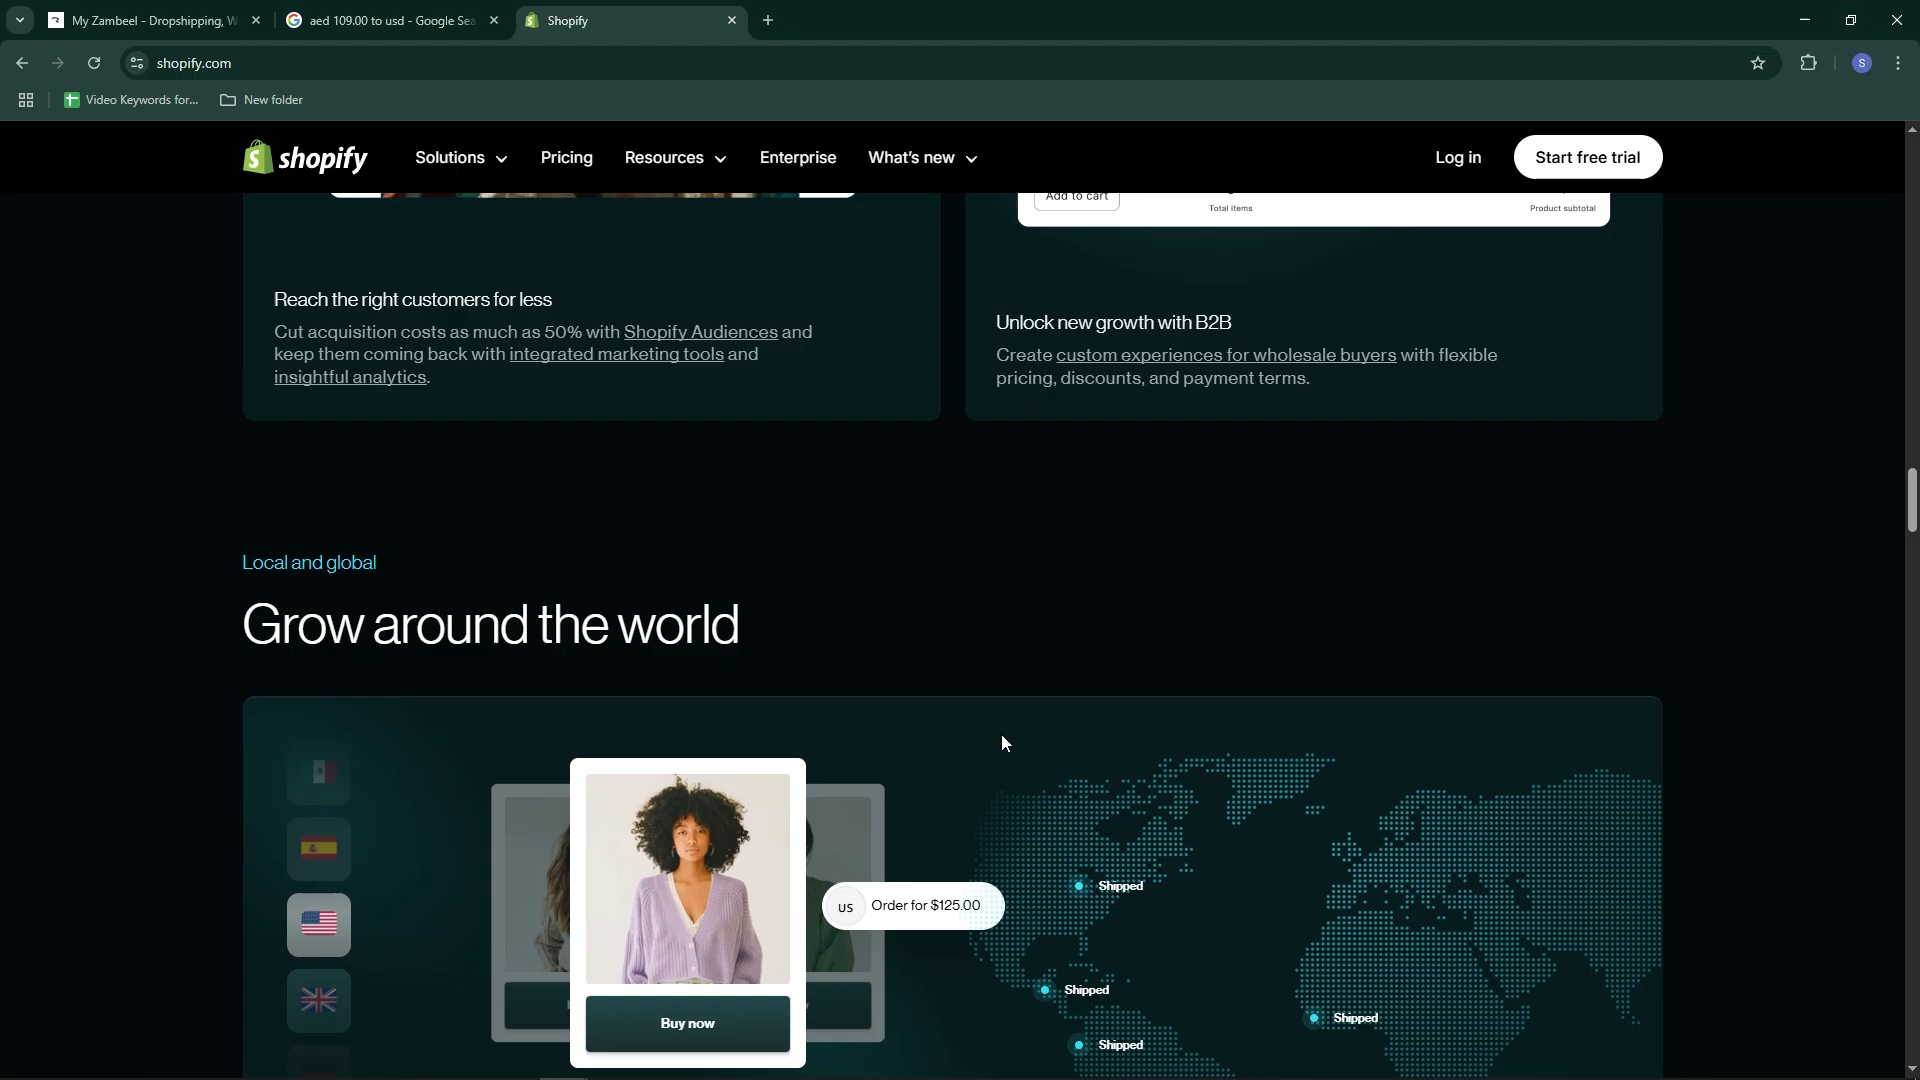 My Zambeel - Dropshipping, W
aed 109.00 to usd - Google Sea
Shopify
shopify.com
S
Video Keywords for...
New folder
shopify
Solutions
Pricing
Resources
Enterprise
What's new
Log in
Start free trial
Add to cart
Total items
Product subtotal
Reach the right customers for less
Cut acquisition costs as much as 50% with Shopify Audiences and
keep them coming back with integrated marketing tools and
insightful analytics.
Unlock new growth with B2B
Create custom experiences for wholesale buyers with flexible
pricing, discounts, and payment terms.
Local and global
Grow around the world
Shipped
US Order for $125.00
Shipped
Shipped
Buy now
Shipped